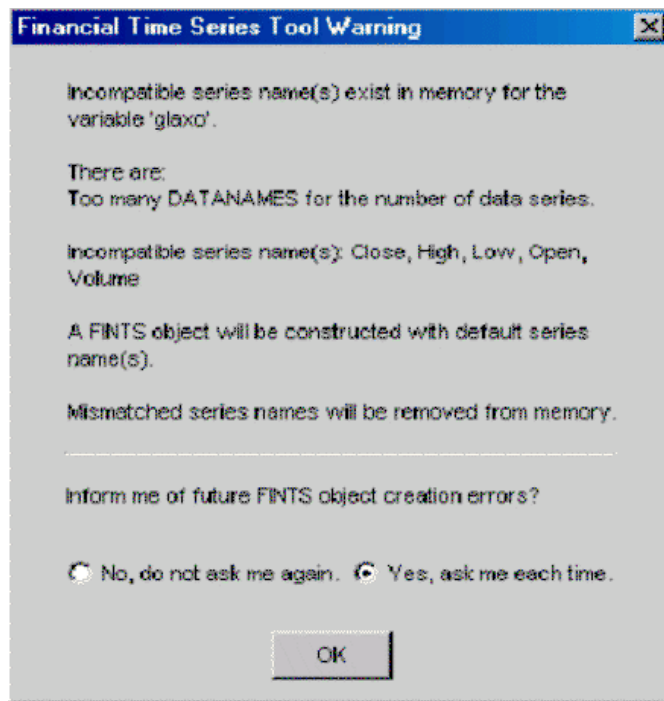 Financial Time Series Tool Warning
Incompatible series name(s) exist in memory for the
variable 'glaxo'.
There are:
Too many DATANAMES for the number of data series.
Incompatible series name(s): Close, High, Low, Open,
Volume
A FINTS object will be constructed with default series
name(s).
Mismatched series names will be removed from memory.
Inform me of future FINTS object creation errors?
No, do not ask me again. Yes, ask me each time.
OK